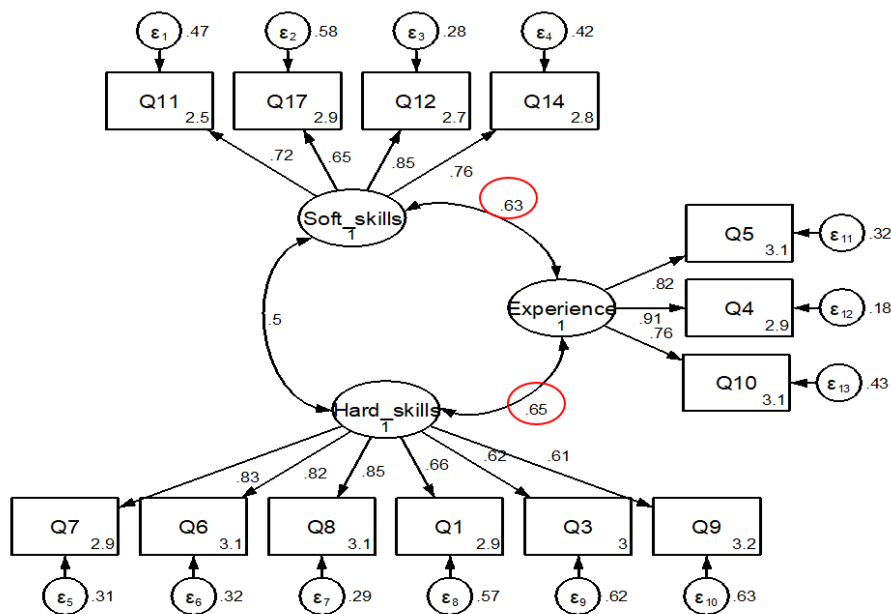 ε1 .47 ε2 .58 ε3 .28 ε4 .42
Q11 2.5 Q17 2.9 Q12 2.7 Q14 2.8
.72 .65 .85 .76
Soft_skills 1
.63
Q5 3.1 ε11 .32
.82
Experience 1
.91
Q4 2.9 ε12 .18
.76
Q10 3.1 ε13 .43
.5
.65
Hard_skills 1
.83 .82 .85 .66 .62 .61
Q7 2.9 Q6 3.1 Q8 3.1 Q1 2.9 Q3 3 Q9 3.2
ε5 .31 ε6 .32 ε7 .29 ε8 .57 ε9 .62 ε10 .63